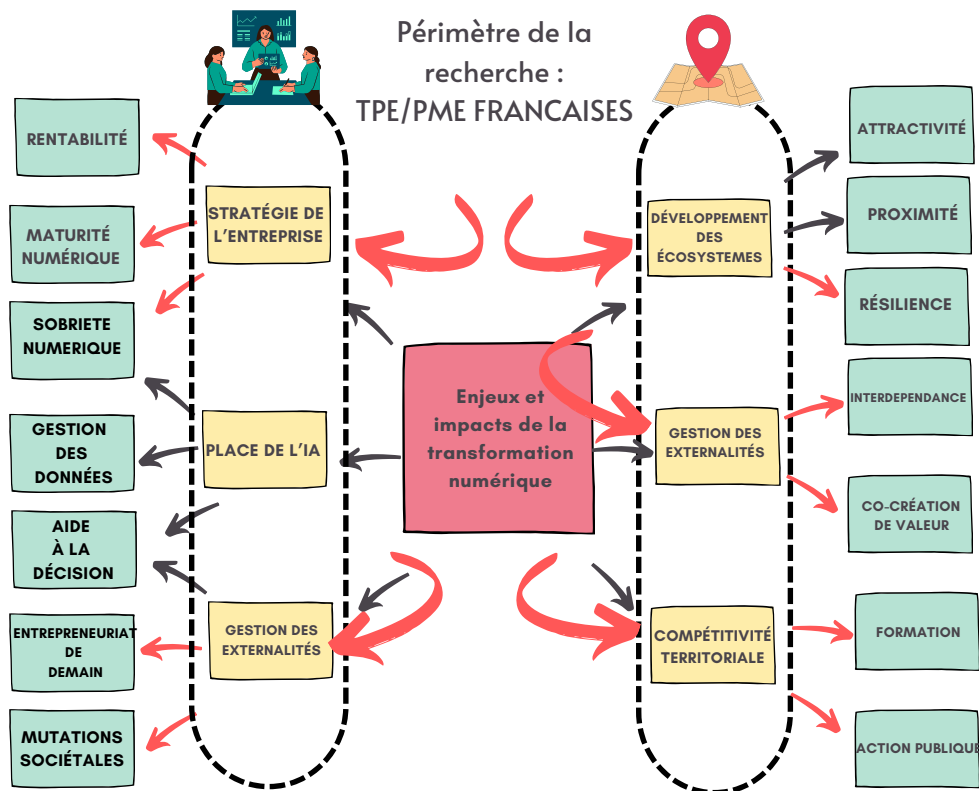 Périmètre de la
recherche :
TPE/PME FRANCAISES
RENTABILITÉ
MATURITÉ
NUMÉRIQUE
SOBRIETE
NUMERIQUE
GESTION
DES
DONNÉES
AIDE
À LA
DÉCISION
ENTREPRENEURIAT
DE
DEMAIN
MUTATIONS
SOCIÉTALES
STRATÉGIE DE
L'ENTREPRISE
PLACE DE L'IA
GESTION DES
EXTERNALITÉS
Enjeux et
impacts de la
transformation
numérique
DÉVELOPPEMENT
DES
ÉCOSYSTEMES
GESTION DES
EXTERNALITÉS
COMPÉTITIVITÉ
TERRITORIALE
ATTRACTIVITÉ
PROXIMITÉ
RÉSILIENCE
INTERDEPENDANCE
CO-CRÉATION
DE VALEUR
FORMATION
ACTION PUBLIQUE